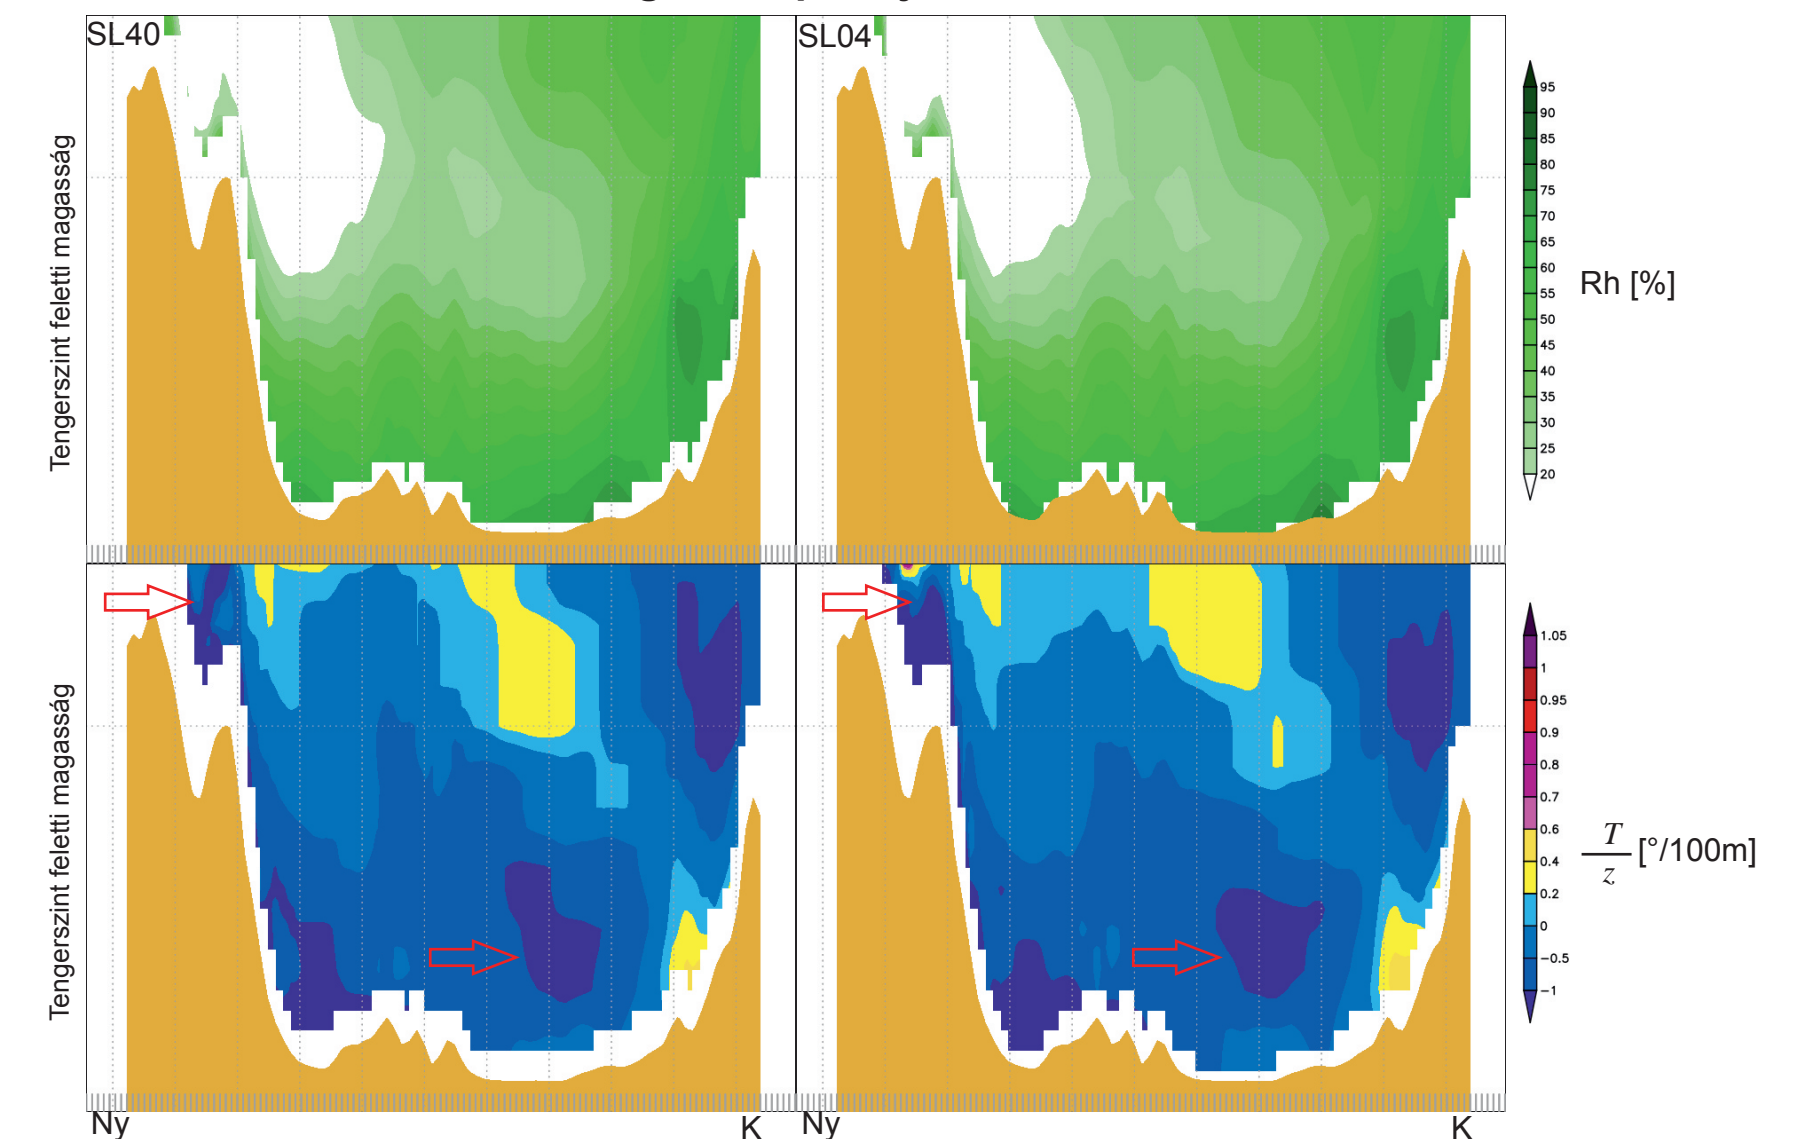 SL40
SL04
Tengerszint feletti magasság
95
90
85
80
75
70
65
60
55
50
45
40
35
30
25
20
Rh [%]
Tengerszint feletti magasság
1.05
1
0.95
0.9
0.8
0.7
0.6
0.4
0.2
0
−0.5
−1
T
z
[°/100m]
Ny
K
Ny
K